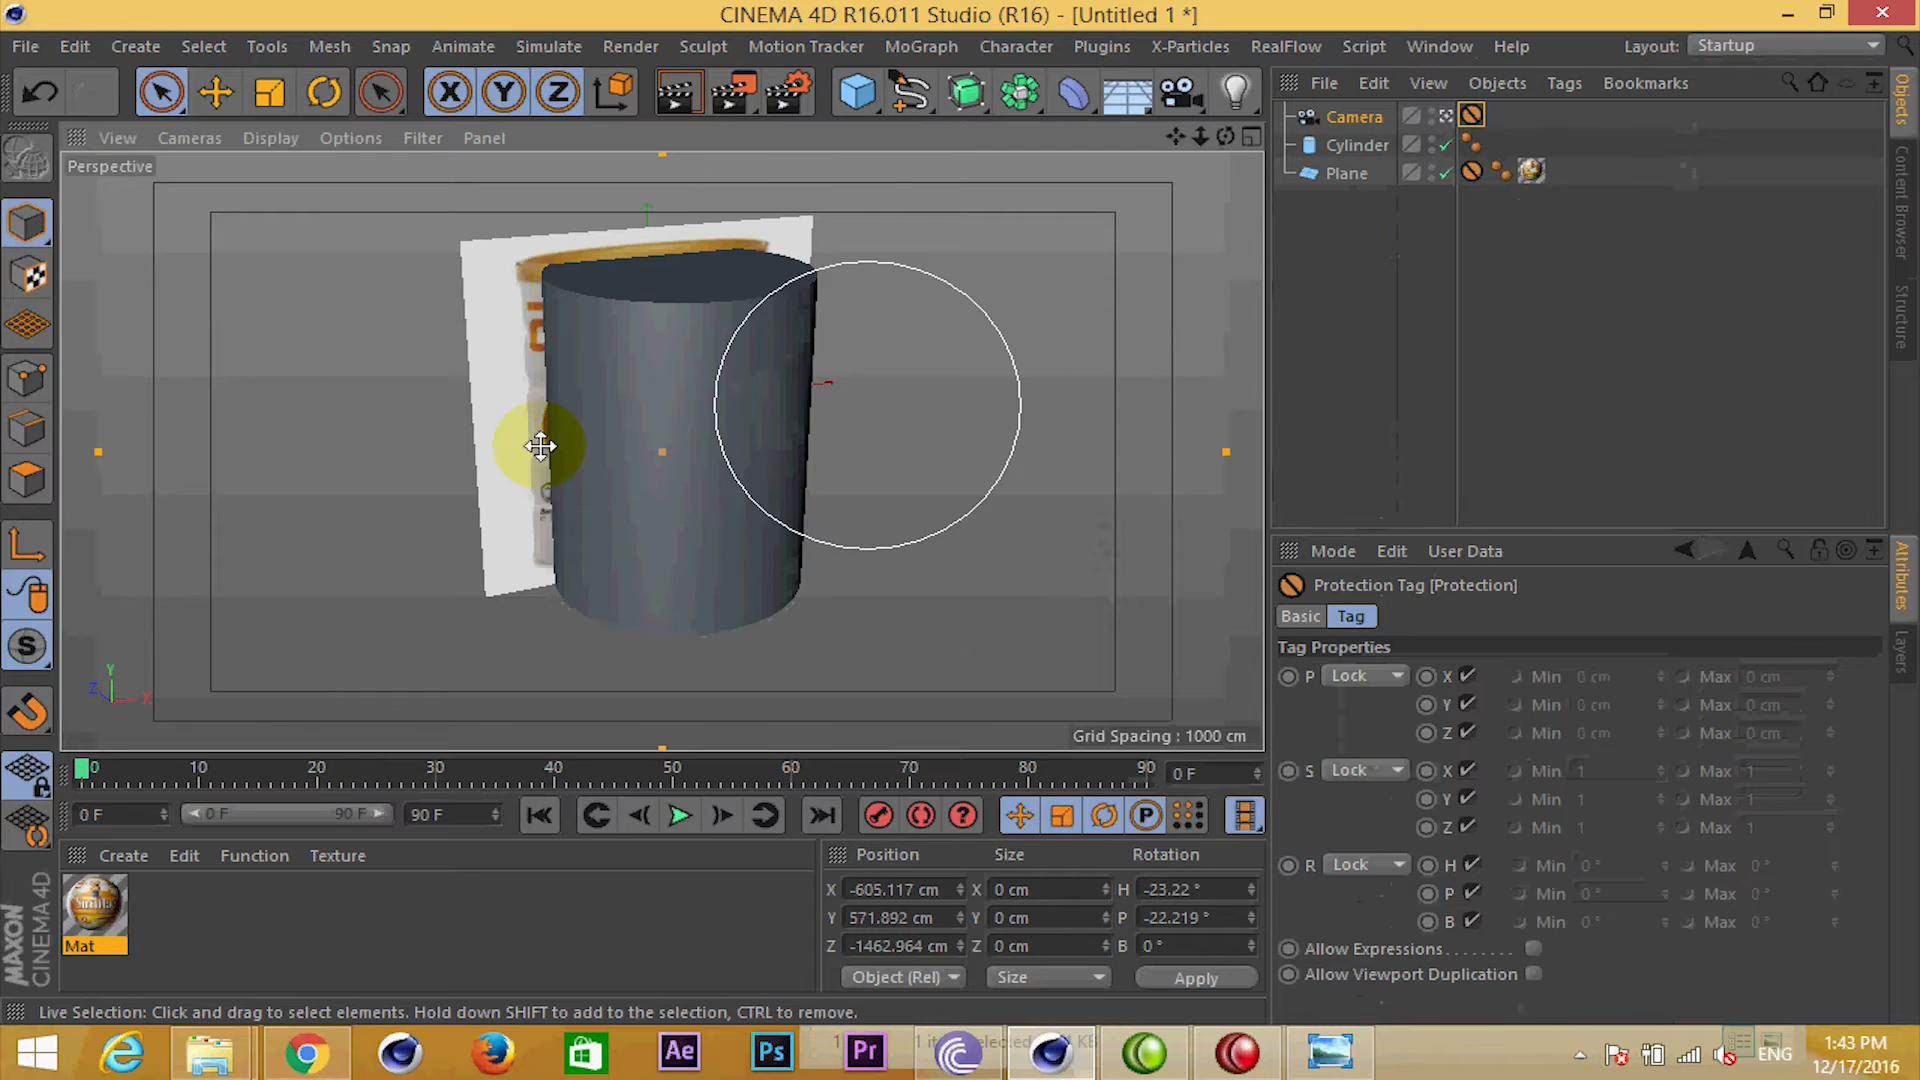 CINEMA 4D R16.011 Studio (R16) - [Untitled 1 *]
File Edit Create Select Tools Mesh Snap Animate Simulate Render Sculpt Motion Tracker MoGraph Character Plugins X-Particles RealFlow Script Window Help Layout: Startup
X Y Z
File Edit View Objects Tags Bookmarks
Objects
Content Browser
Structure
Camera
Cylinder
Plane
View Cameras Display Options Filter Panel
Perspective
Y
Z X
Grid Spacing : 1000 cm
Mode Edit User Data
Attributes
Layers
Protection Tag [Protection]
Basic Tag
Tag Properties
P Lock X Min 0 cm Max 0 cm
Y Min 0 cm Max 0 cm
Z Min 0 cm Max 0 cm
S Lock X Min 1 Max 1
Y Min 1 Max 1
Z Min 1 Max 1
R Lock H Min 0 ° Max 0 °
P Min 0 ° Max 0 °
B Min 0 ° Max 0 °
Allow Expressions
Allow Viewport Duplication
0 10 20 30 40 50 60 70 80 90 0 F
0 F 0 F 90 F 90 F
Create Edit Function Texture
Mat
Position Size Rotation
X -605.117 cm X 0 cm H -23.22 °
Y 571.892 cm Y 0 cm P -22.219 °
Z -1462.964 cm Z 0 cm B 0 °
Object (Rel) Size Apply
MAXON
CINEMA 4D
Live Selection: Click and drag to select elements. Hold down SHIFT to add to the selection, CTRL to remove.
Ae Ps Pr
ENG
1:43 PM
12/17/2016